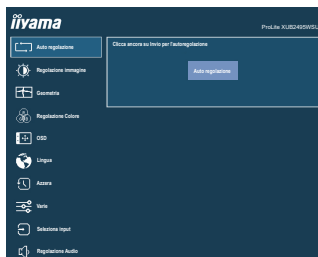 iiyama
ProLite XUB2495WSU
Auto regolazione
Clicca ancora su Invio per l'autoregolazione
Auto regolazione
Regolazione immagine
Geometria
Regolazione Colore
OSD
Lingua
Azzera
Varie
Seleziona input
Regolazione Audio